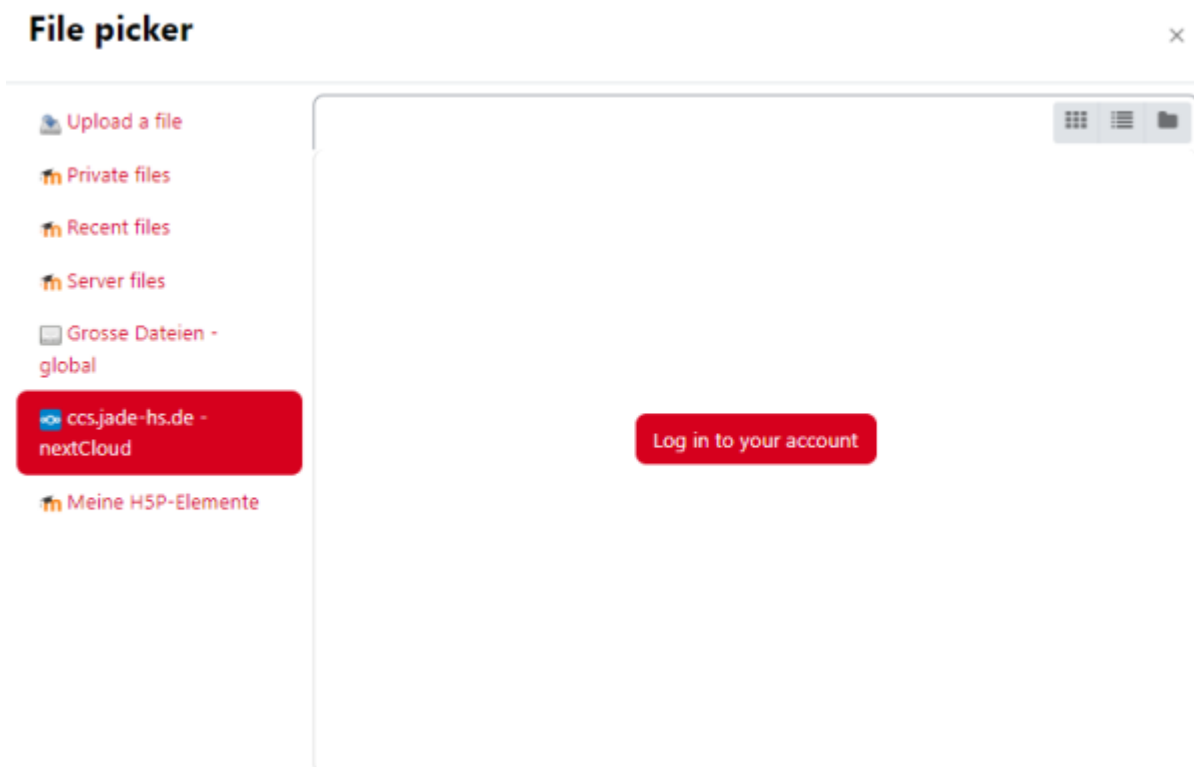 File picker
Upload a file
Private files
Recent files
Server files
Grosse Dateien -
global
ccs.jade-hs.de -
nextCloud
Meine H5P-Elemente
Log in to your account